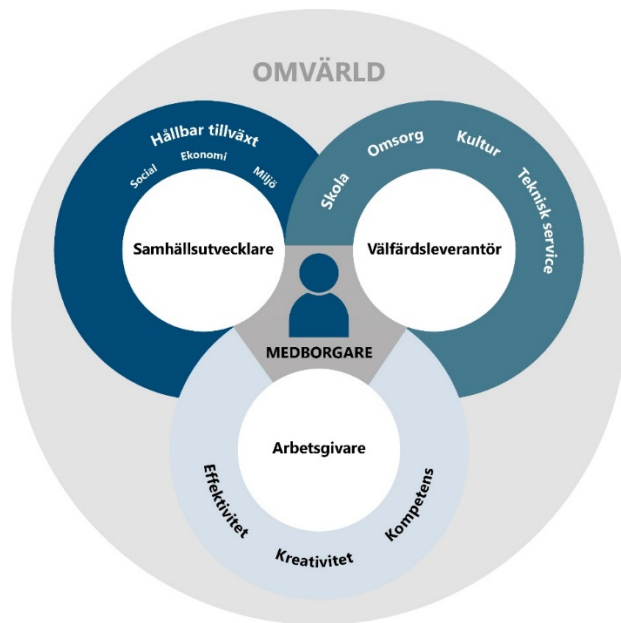 OMVÄRLD
Hållbar tillväxt
Social
Ekonomi
Miljö
Samhällsutvecklare
Skola
Omsorg
Kultur
Teknisk service
Välfärdsleverantör
MEDBORGARE
Arbetsgivare
Effektivitet
Kreativitet
Kompetens